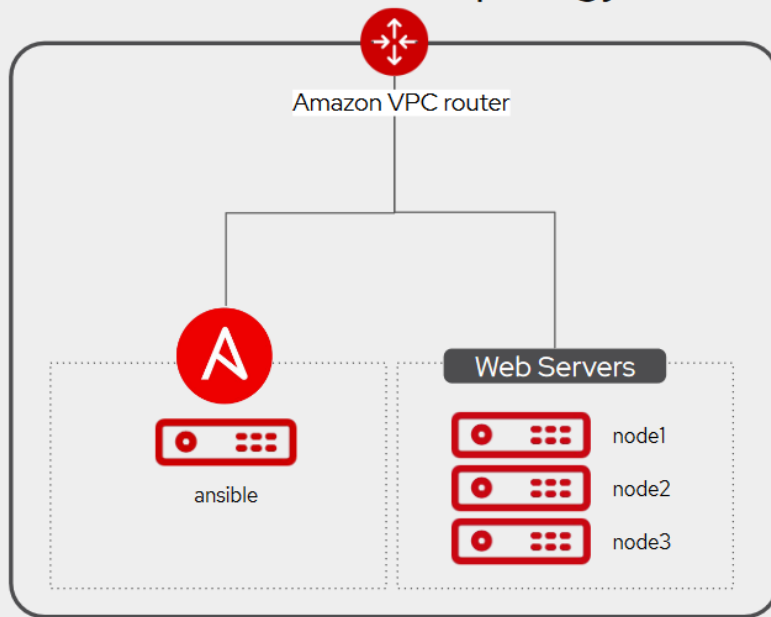 Amazon VPC router
Web Servers
ansible
node1
node2
node3